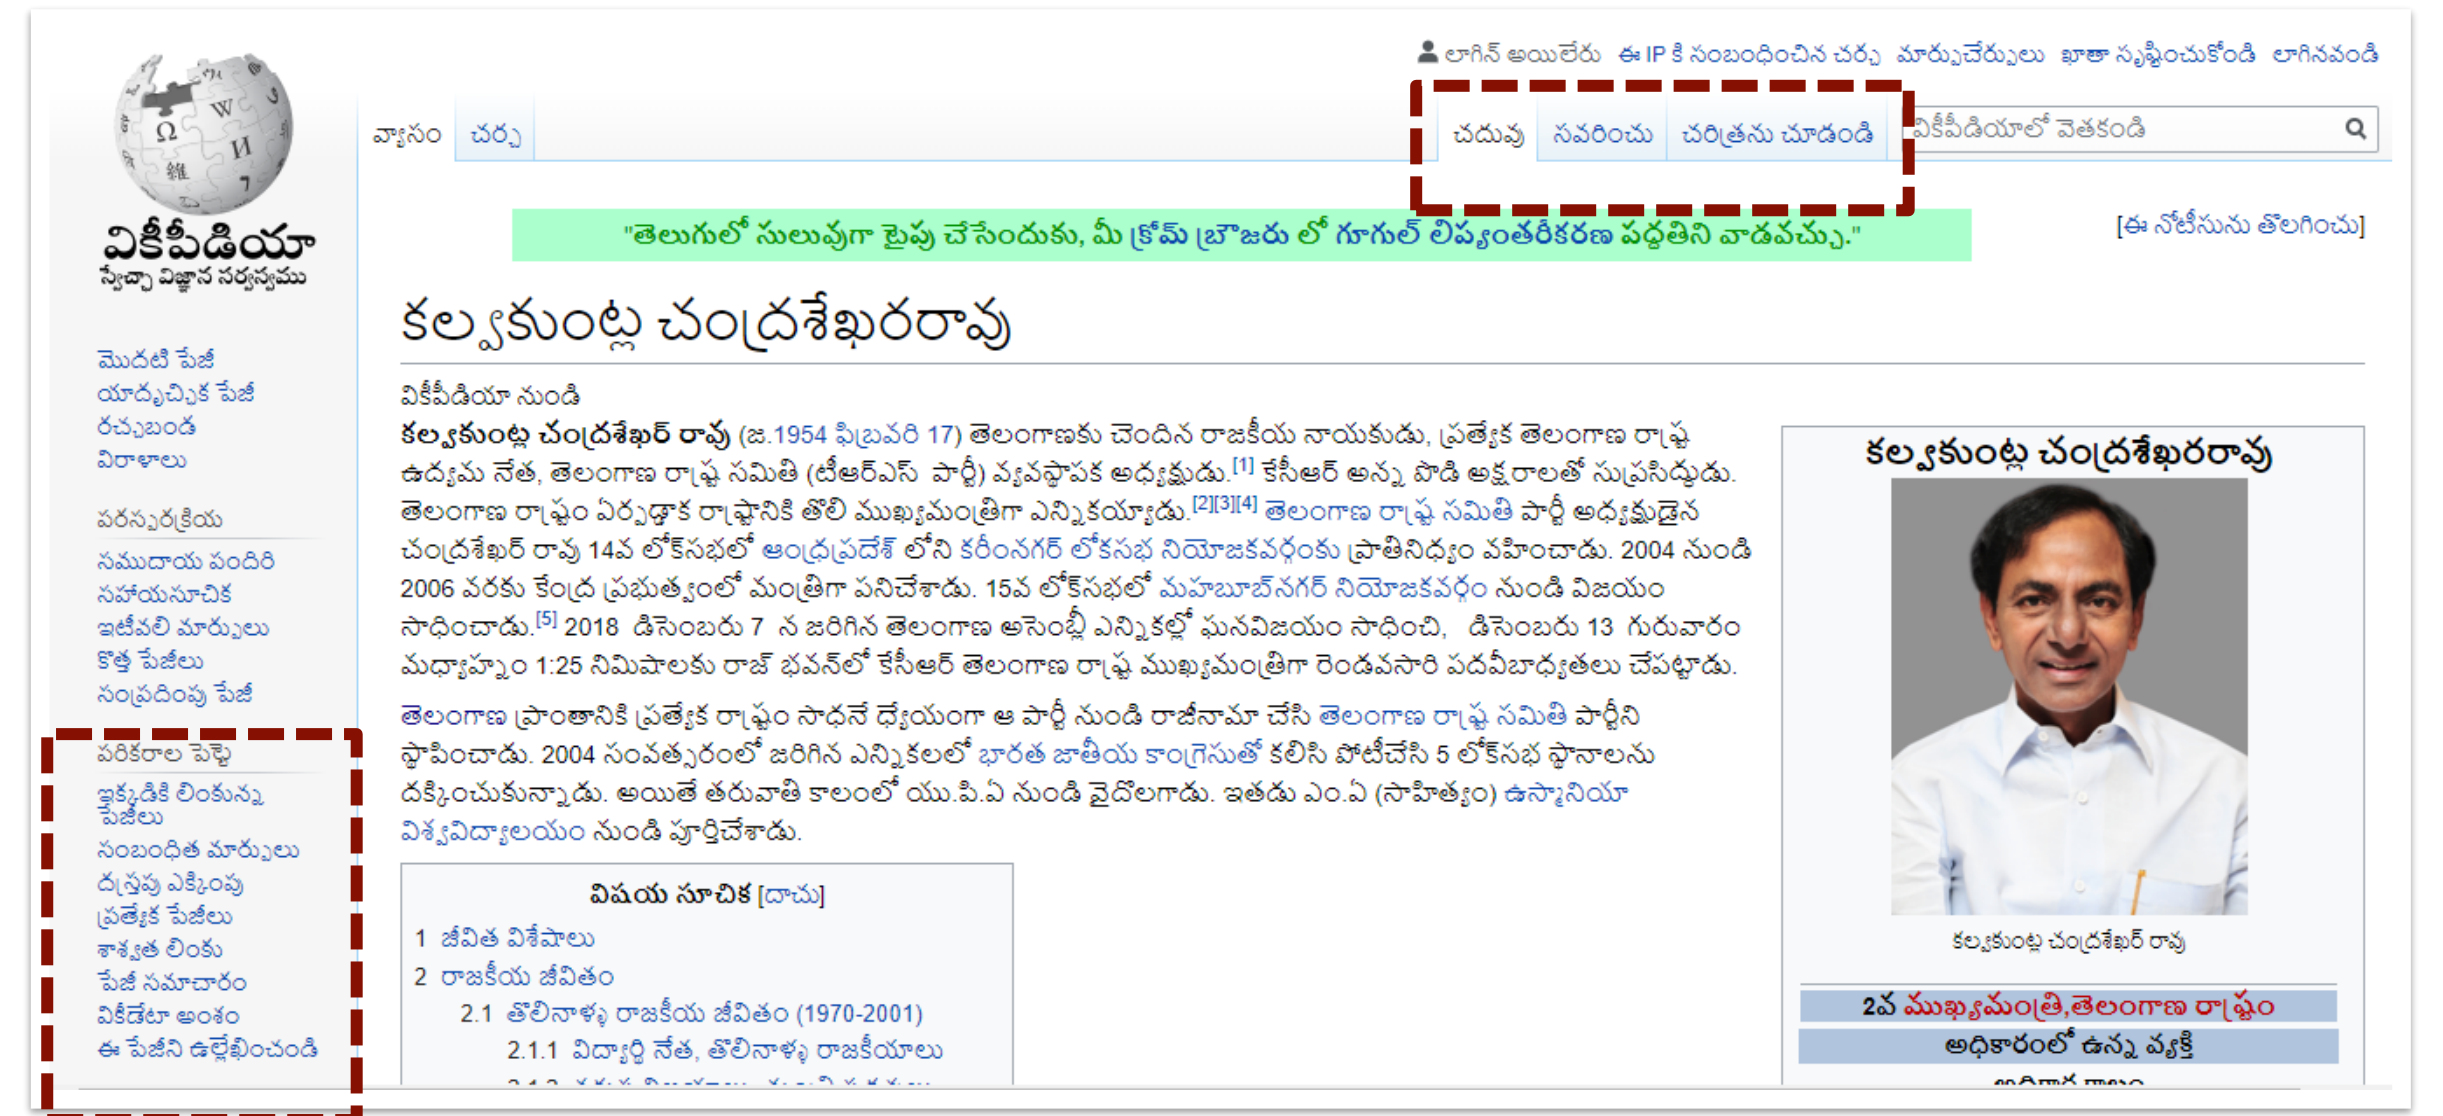 లాగిన్ అయిలేరు ఈ IP కి సంబంధించిన చర్చ మార్పుచేర్పులు ఖాతా సృష్టించుకోండి లాగినవండి
వ్యాసం చర్చ చదువు సవరించు చరిత్రను చూడండి వికీపీడియాలో వెతకండి
వికీపీడియా
స్వేచ్ఛా విజ్ఞాన సర్వస్వము
"తెలుగులో సులువుగా టైపు చేసేందుకు, మీ క్రోమ్ బ్రౌజరు లో గూగుల్ లిప్యంతరీకరణ పద్ధతిని వాడవచ్చు."
[ఈ నోటీసును తొలగించు]
మొదటి పేజీ
యాదృచ్ఛిక పేజీ
రచ్చబండ
విరాళాలు
పరస్పరక్రియ
సముదాయ పందిరి
సహాయసూచిక
ఇటీవలి మార్పులు
కొత్త పేజీలు
సంప్రదింపు పేజీ
పరికరాల పెట్టె
ఇక్కడికి లింకున్న
పేజీలు
సంబంధిత మార్పులు
దస్త్రపు ఎక్కింపు
ప్రత్యేక పేజీలు
శాశ్వత లింకు
పేజీ సమాచారం
వికీడేటా అంశం
ఈ పేజీని ఉల్లేఖించండి
కల్వకుంట్ల చంద్రశేఖరరావు
వికీపీడియా నుండి
కల్వకుంట్ల చంద్రశేఖర్ రావు (జ.1954 ఫిబ్రవరి 17) తెలంగాణకు చెందిన రాజకీయ నాయకుడు, ప్రత్యేక తెలంగాణ రాష్ట్ర
ఉద్యమ నేత, తెలంగాణ రాష్ట్ర సమితి (టీఆర్ఎస్ పార్టీ) వ్యవస్థాపక అధ్యక్షుడు.[1] కేసీఆర్ అన్న పొడి అక్షరాలతో సుప్రసిద్ధుడు.
తెలంగాణ రాష్ట్రం ఏర్పడ్డాక రాష్ట్రానికి తొలి ముఖ్యమంత్రిగా ఎన్నికయ్యాడు.[2][3][4] తెలంగాణ రాష్ట్ర సమితి పార్టీ అధ్యక్షుడైన
చంద్రశేఖర్ రావు 14వ లోక్‌సభలో ఆంధ్రప్రదేశ్ లోని కరీంనగర్ లోకసభ నియోజకవర్గంకు ప్రాతినిధ్యం వహించాడు. 2004 నుండి
2006 వరకు కేంద్ర ప్రభుత్వంలో మంత్రిగా పనిచేశాడు. 15వ లోక్‌సభలో మహబూబ్‌నగర్ నియోజకవర్గం నుండి విజయం
సాధించాడు.[5] 2018 డిసెంబరు 7 న జరిగిన తెలంగాణ అసెంబ్లీ ఎన్నికల్లో ఘనవిజయం సాధించి, డిసెంబరు 13 గురువారం
మధ్యాహ్నం 1:25 నిమిషాలకు రాజ్ భవన్‌లో కేసీఆర్ తెలంగాణ రాష్ట్ర ముఖ్యమంత్రిగా రెండవసారి పదవీబాధ్యతలు చేపట్టాడు.
తెలంగాణ ప్రాంతానికి ప్రత్యేక రాష్ట్రం సాధనే ధ్యేయంగా ఆ పార్టీ నుండి రాజీనామా చేసి తెలంగాణ రాష్ట్ర సమితి పార్టీని
స్థాపించాడు. 2004 సంవత్సరంలో జరిగిన ఎన్నికలలో భారత జాతీయ కాంగ్రెసుతో కలిసి పోటీచేసి 5 లోక్‌సభ స్థానాలను
దక్కించుకున్నాడు. అయితే తరువాతి కాలంలో యు.పి.ఏ నుండి వైదొలగాడు. ఇతడు ఎం.ఏ (సాహిత్యం) ఉస్మానియా
విశ్వవిద్యాలయం నుండి పూర్తిచేశాడు.
విషయ సూచిక [దాచు]
1 జీవిత విశేషాలు
2 రాజకీయ జీవితం
2.1 తొలినాళ్ళ రాజకీయ జీవితం (1970-2001)
2.1.1 విద్యార్థి నేత, తొలినాళ్ళ రాజకీయాలు
కల్వకుంట్ల చంద్రశేఖరరావు
కల్వకుంట్ల చంద్రశేఖర్ రావు
2వ ముఖ్యమంత్రి,తెలంగాణ రాష్ట్రం
అధికారంలో ఉన్న వ్యక్తి